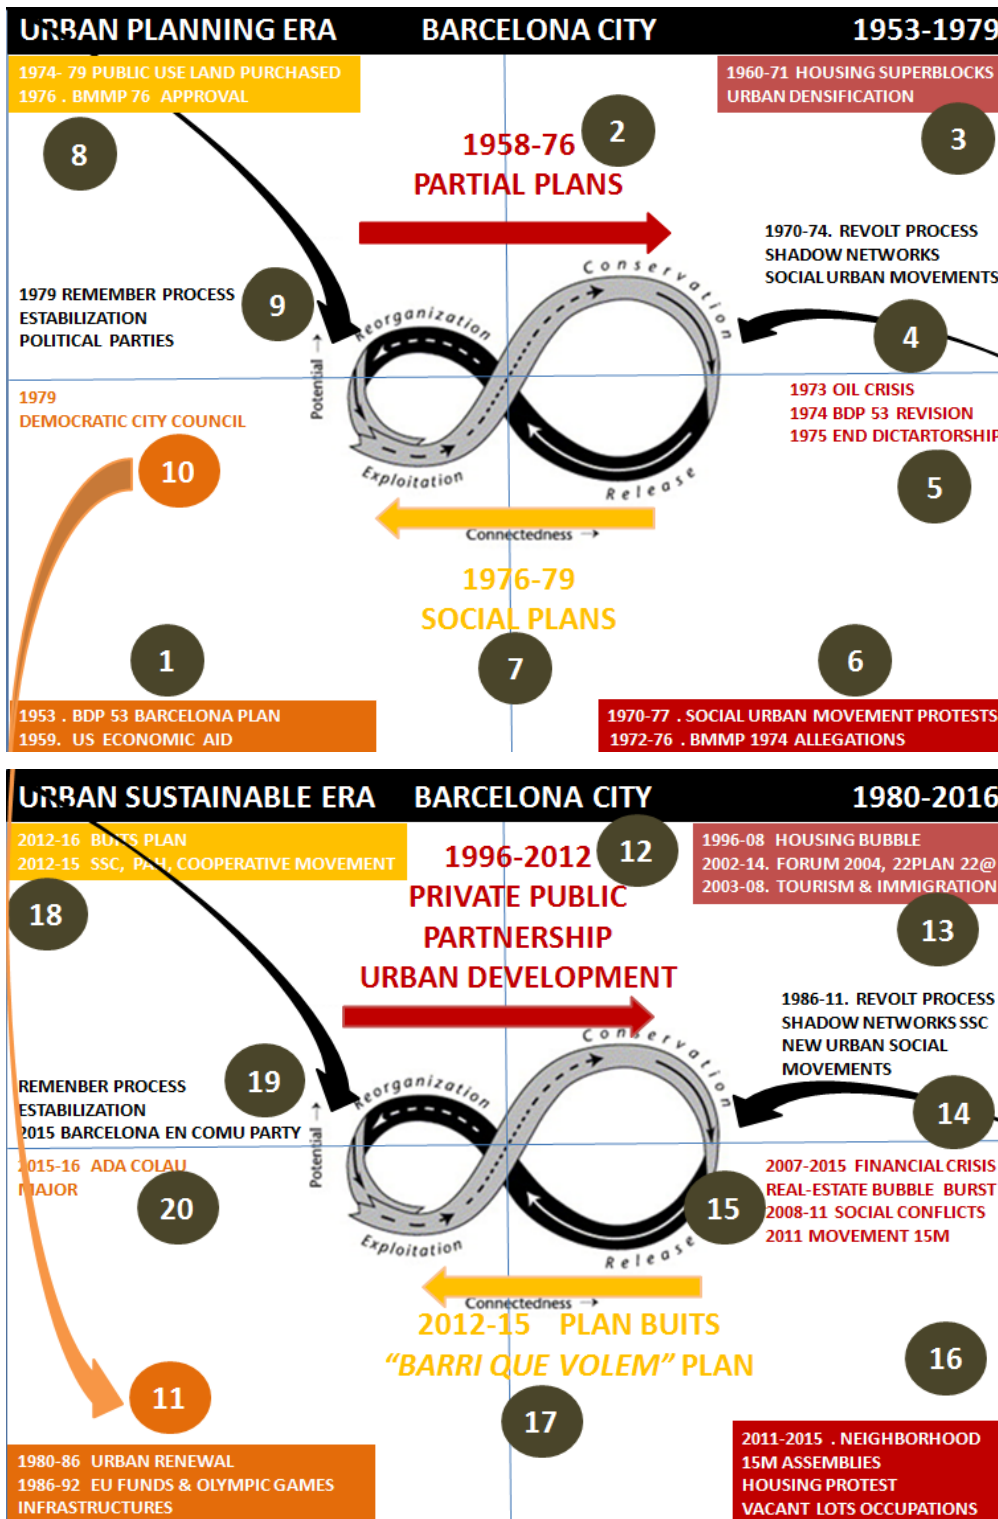 URBAN PLANNING ERA BARCELONA CITY 1953-1979
1974- 79 PUBLIC USE LAND PURCHASED
1976 . BMMP 76 APPROVAL
8
1958-76
PARTIAL PLANS
2
1960-71 HOUSING SUPERBLOCKS
URBAN DENSIFICATION
3
1970-74. REVOLT PROCESS
SHADOW NETWORKS
SOCIAL URBAN MOVEMENTS
4
1979 REMEMBER PROCESS
ESTABILIZATION
POLITICAL PARTIES
9
Conservation
Reorganization
Potential →
Exploitation
Release
Connectedness →
1979
DEMOCRATIC CITY COUNCIL
10
1973 OIL CRISIS
1974 BDP 53 REVISION
1975 END DICTARTORSHIP
5
1976-79
SOCIAL PLANS
1
7
6
1953 . BDP 53 BARCELONA PLAN
1959. US ECONOMIC AID
1970-77 . SOCIAL URBAN MOVEMENT PROTESTS
1972-76 . BMMP 1974 ALLEGATIONS
URBAN SUSTAINABLE ERA BARCELONA CITY 1980-2016
2012-16 BUITS PLAN
2012-15 SSC, PAH, COOPERATIVE MOVEMENT
18
1996-2012
PRIVATE PUBLIC
PARTNERSHIP
URBAN DEVELOPMENT
12
1996-08 HOUSING BUBBLE
2002-14. FORUM 2004, 22PLAN 22@
2003-08. TOURISM & IMMIGRATION
13
1986-11. REVOLT PROCESS
SHADOW NETWORKS SSC
NEW URBAN SOCIAL
MOVEMENTS
14
19
REMENBER PROCESS
ESTABILIZATION
2015 BARCELONA EN COMU PARTY
Conservation
Reorganization
Potential →
Exploitation
Release
Connectedness →
2015-16 ADA COLAU
MAJOR
20
15
2007-2015 FINANCIAL CRISIS
REAL-ESTATE BUBBLE BURST
2008-11 SOCIAL CONFLICTS
2011 MOVEMENT 15M
2012-15 PLAN BUITS
“BARRI QUE VOLEM” PLAN
11
17
16
1980-86 URBAN RENEWAL
1986-92 EU FUNDS & OLYMPIC GAMES
INFRASTRUCTURES
2011-2015 . NEIGHBORHOOD
15M ASSEMBLIES
HOUSING PROTEST
VACANT LOTS OCCUPATIONS